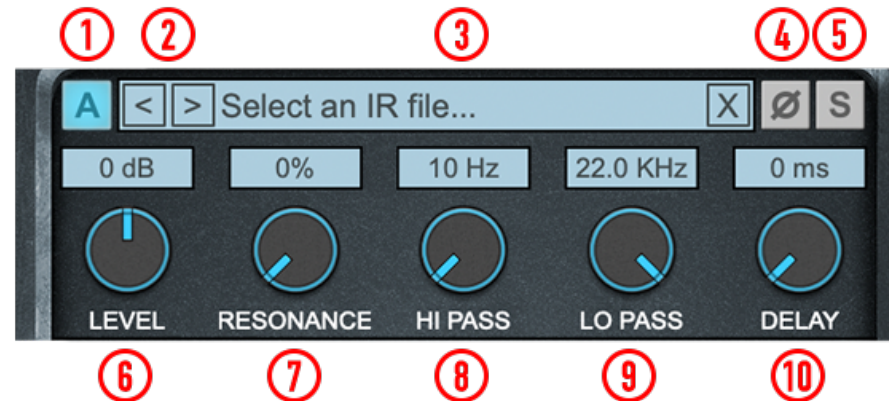 1 2 3 4 5
A < > Select an IR file... X Ø S
0 dB 0% 10 Hz 22.0 KHz 0 ms
LEVEL RESONANCE HI PASS LO PASS DELAY
6 7 8 9 10